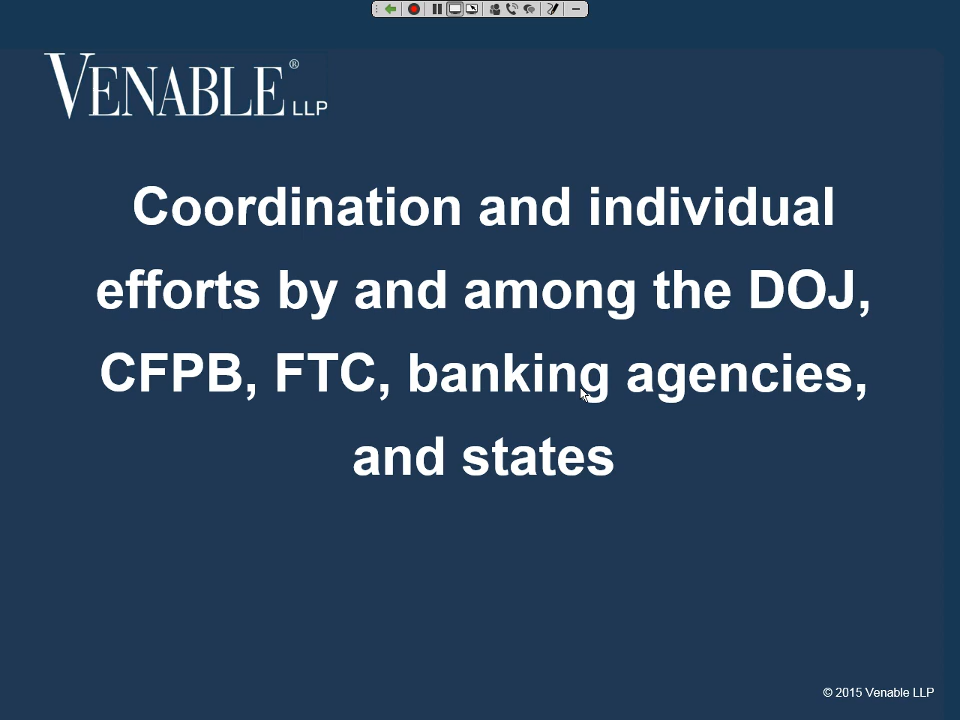 VENABLE® LLP
Coordination and individual
efforts by and among the DOJ,
CFPB, FTC, banking agencies,
and states
© 2015 Venable LLP